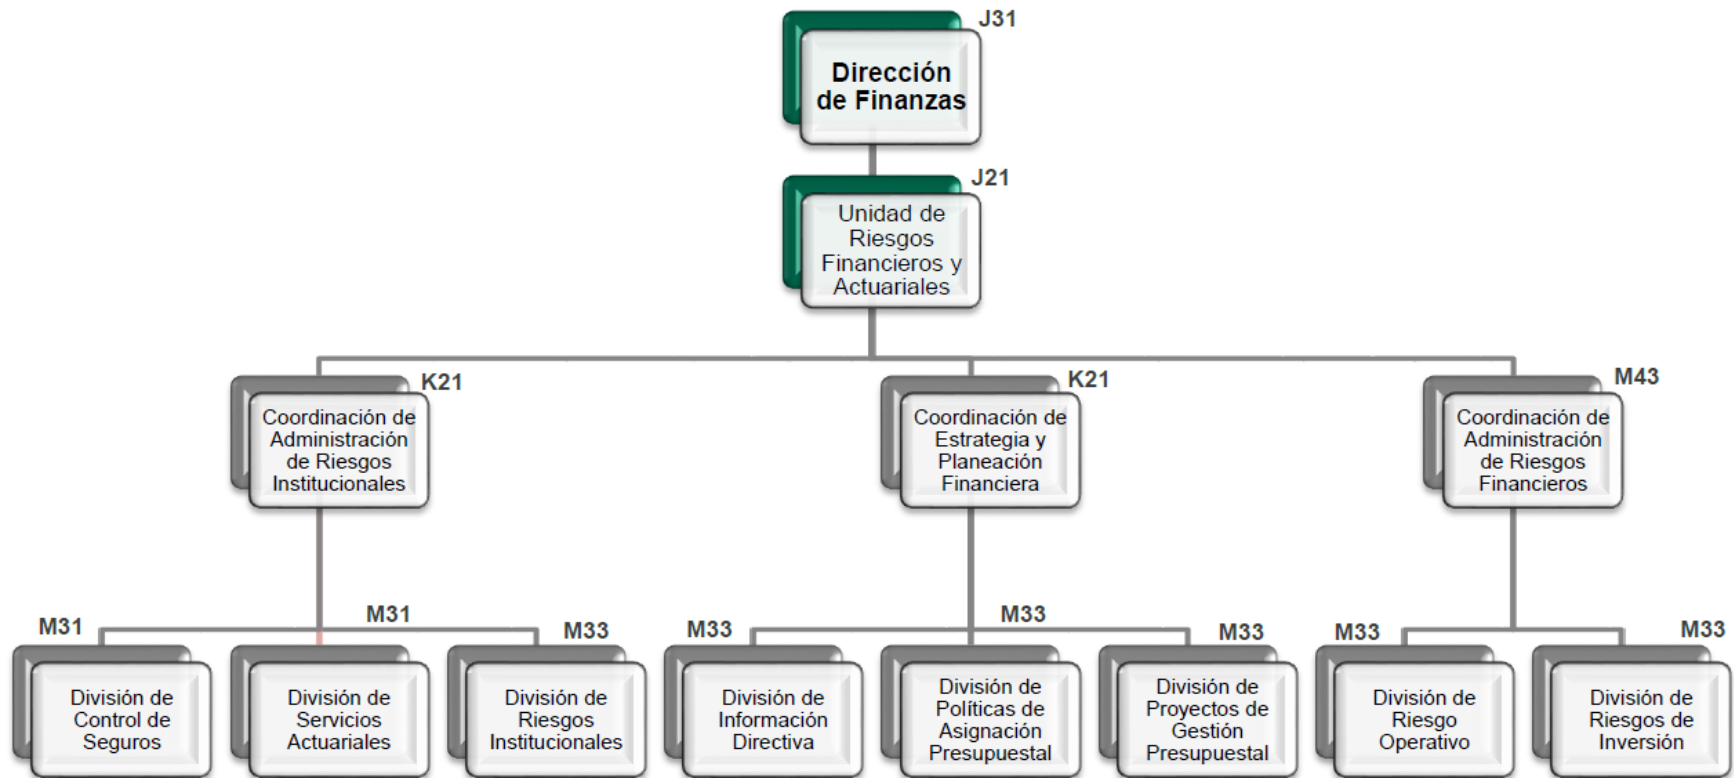 J31
Dirección
de Finanzas
J21
Unidad de
Riesgos
Financieros y
Actuariales
K21
Coordinación de
Administración
de Riesgos
Institucionales
K21
Coordinación de
Estrategia y
Planeación
Financiera
M43
Coordinación de
Administración
de Riesgos
Financieros
M31
División de
Control de
Seguros
M31
División de
Servicios
Actuariales
M33
División de
Riesgos
Institucionales
M33
División de
Información
Directiva
M33
División de
Políticas de
Asignación
Presupuestal
M33
División de
Proyectos de
Gestión
Presupuestal
M33
División de
Riesgo
Operativo
M33
División de
Riesgos de
Inversión